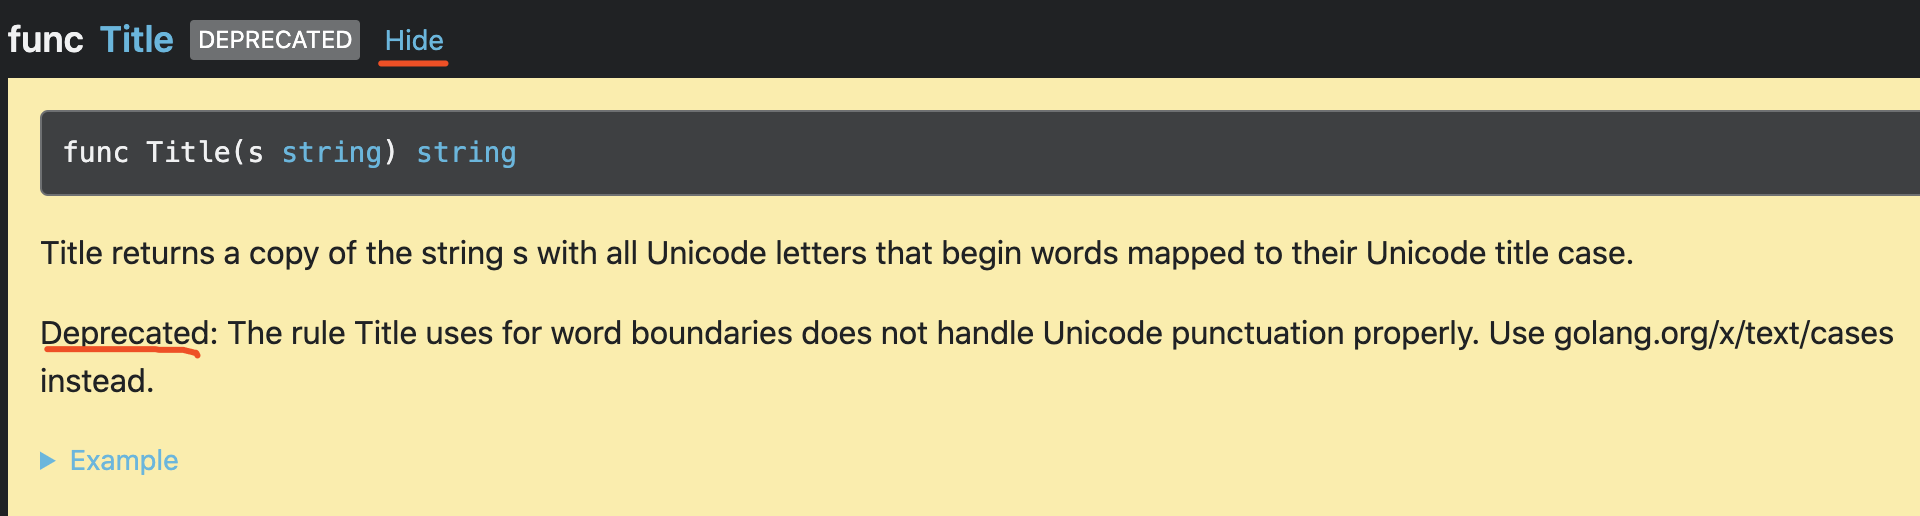 func Title DEPRECATED Hide
func Title(s string) string
Title returns a copy of the string s with all Unicode letters that begin words mapped to their Unicode title case.
Deprecated: The rule Title uses for word boundaries does not handle Unicode punctuation properly. Use golang.org/x/text/cases
instead.
Example